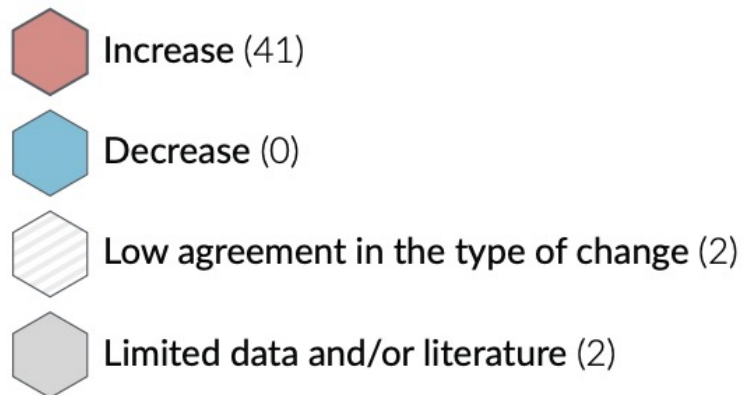 Increase (41)
Decrease (0)
Low agreement in the type of change (2)
Limited data and/or literature (2)